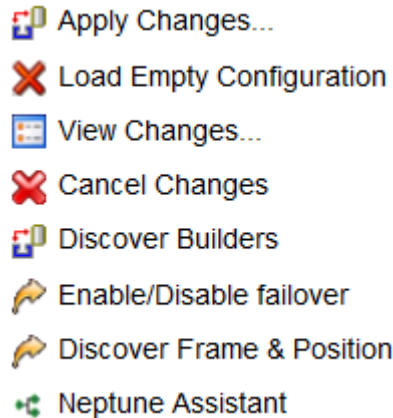 Apply Changes...
Load Empty Configuration
View Changes...
Cancel Changes
Discover Builders
Enable/Disable failover
Discover Frame & Position
Neptune Assistant